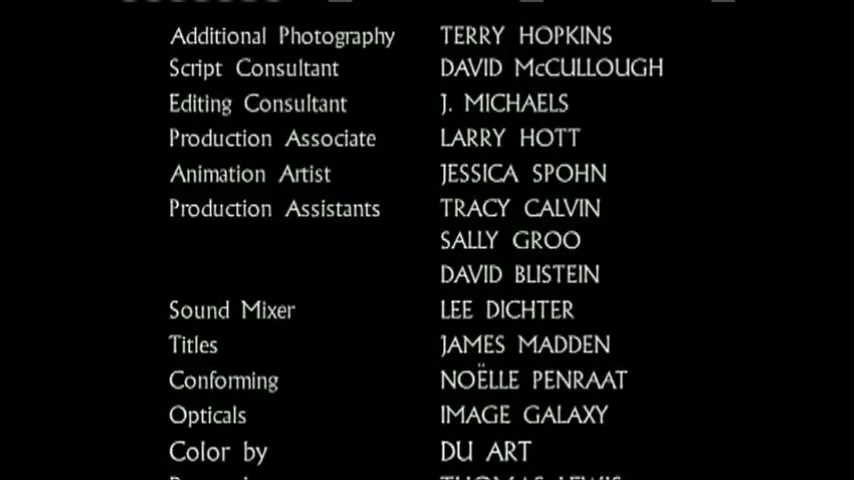 Additional Photography TERRY HOPKINS
Script Consultant DAVID McCULLOUGH
Editing Consultant J. MICHAELS
Production Associate LARRY HOTT
Animation Artist JESSICA SPOHN
Production Assistants TRACY CALVIN
SALLY GROO
DAVID BLISTEIN
Sound Mixer LEE DICHTER
Titles JAMES MADDEN
Conforming NOËLLE PENRAAT
Opticals IMAGE GALAXY
Color by DU ART
THOMAS LEWIS